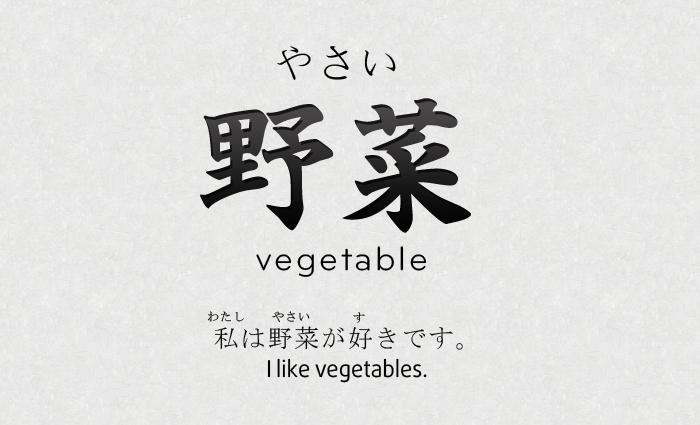 やさい
野菜
vegetable
わたし やさい す
私は野菜が好きです。
I like vegetables.